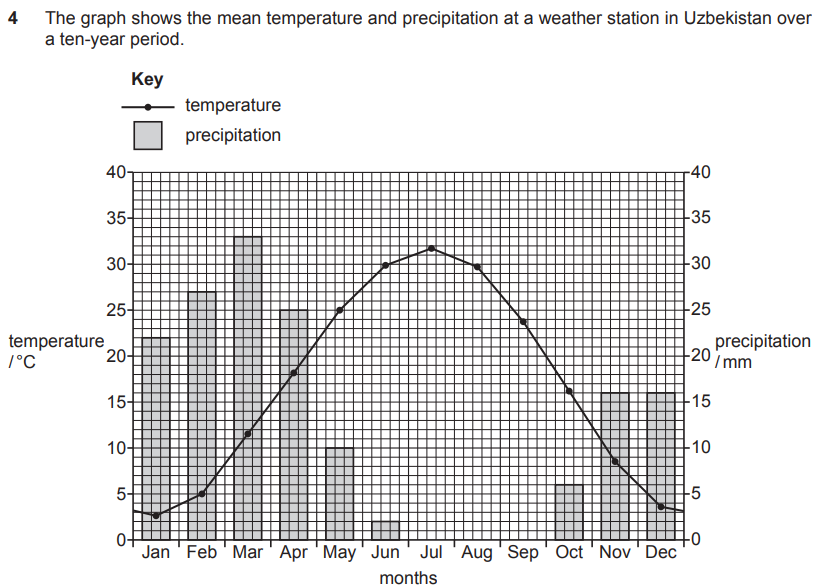 4 The graph shows the mean temperature and precipitation at a weather station in Uzbekistan over
a ten-year period.
Key
temperature
precipitation
40 40
35 35
30 30
25 25
temperature precipitation
/°C 20 20 /mm
15 15
10 10
5 5
0 0
Jan Feb Mar Apr May Jun Jul Aug Sep Oct Nov Dec
months